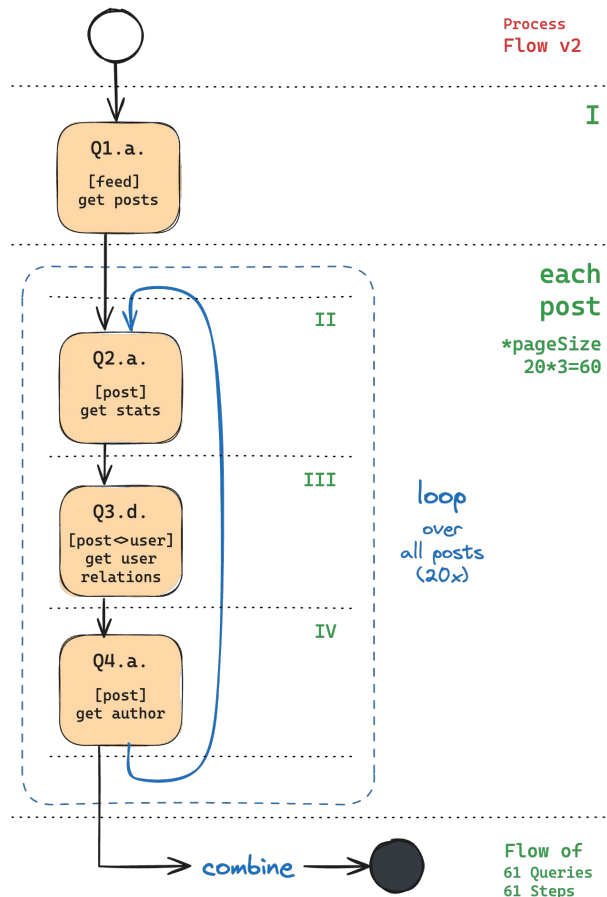 Process
Flow v2
I
Q1.a.
[feed]
get posts
each
post
*pageSize
20*3=60
II
Q2.a.
[post]
get stats
III
Q3.d.
[post<>user]
get user
relations
loop
over
all posts
(20x)
IV
Q4.a.
[post]
get author
combine
Flow of
61 Queries
61 Steps